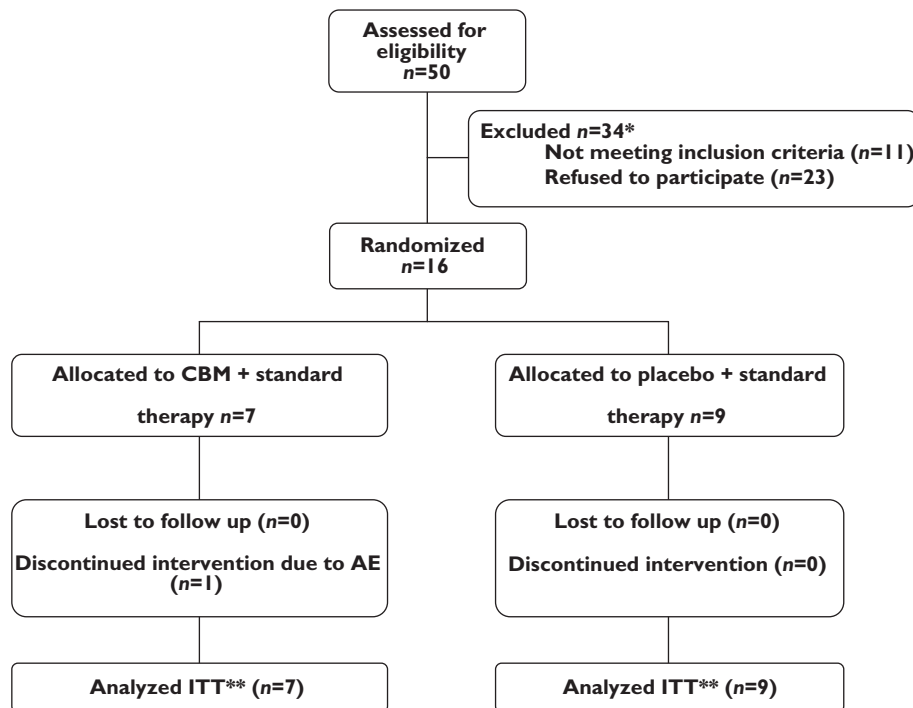 Assessed for
eligibility
n=50
Excluded n=34*
Not meeting inclusion criteria (n=11)
Refused to participate (n=23)
Randomized
n=16
Allocated to CBM + standard
therapy n=7
Allocated to placebo + standard
therapy n=9
Lost to follow up (n=0)
Discontinued intervention due to AE
(n=1)
Lost to follow up (n=0)
Discontinued intervention (n=0)
Analyzed ITT** (n=7)
Analyzed ITT** (n=9)